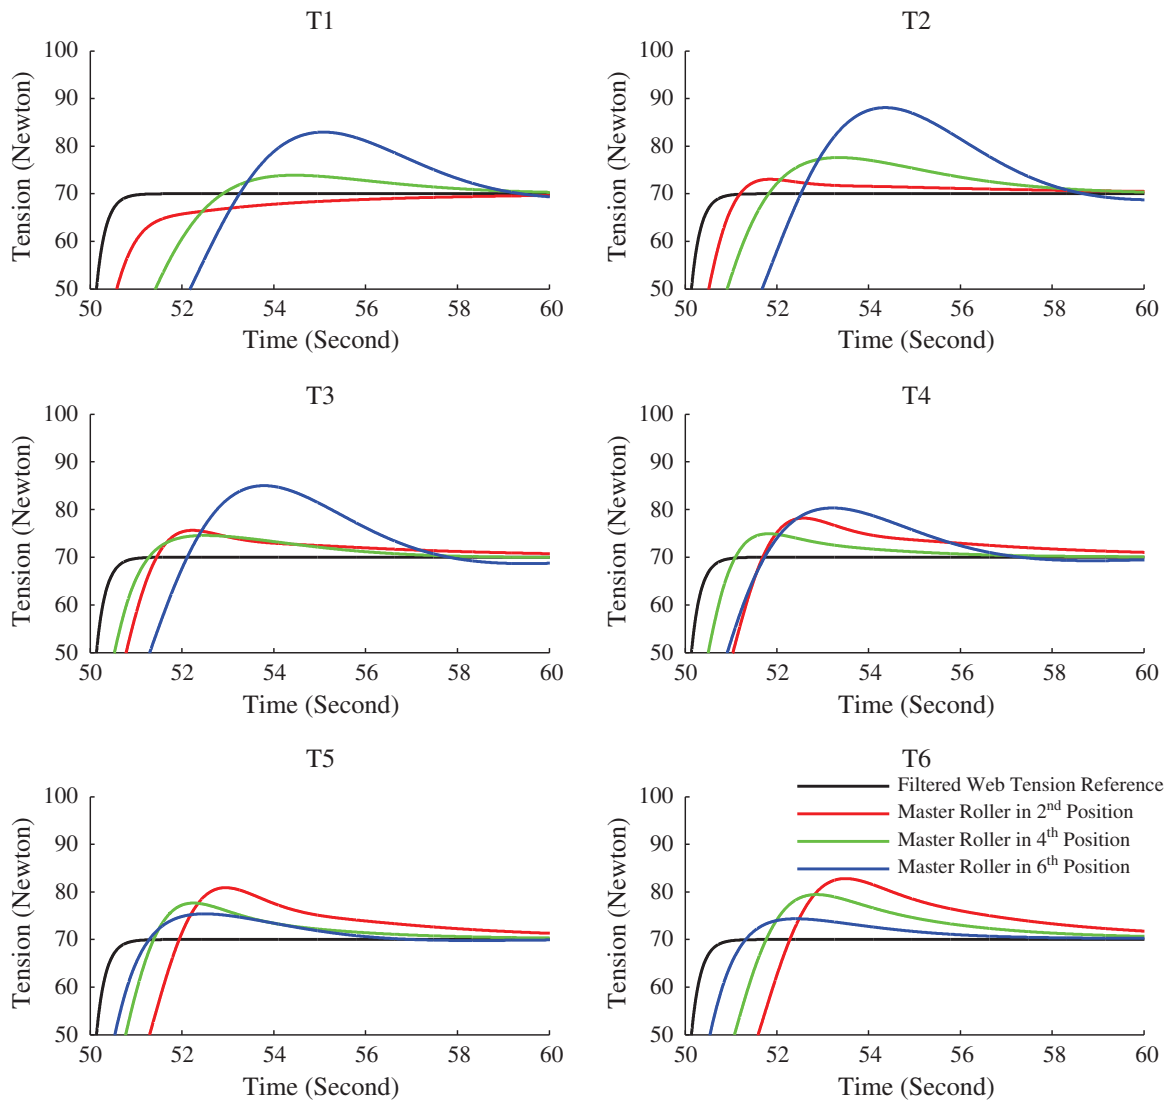 T1
100
90
80
70
60
50
Tension (Newton)
50 52 54 56 58 60
Time (Second)
T2
100
90
80
70
60
50
Tension (Newton)
50 52 54 56 58 60
Time (Second)
T3
100
90
80
70
60
50
Tension (Newton)
50 52 54 56 58 60
Time (Second)
T4
100
90
80
70
60
50
Tension (Newton)
50 52 54 56 58 60
Time (Second)
T5
100
90
80
70
60
50
Tension (Newton)
50 52 54 56 58 60
Time (Second)
T6
Filtered Web Tension Reference
Master Roller in 2nd Position
Master Roller in 4th Position
Master Roller in 6th Position
100
90
80
70
60
50
Tension (Newton)
50 52 54 56 58 60
Time (Second)